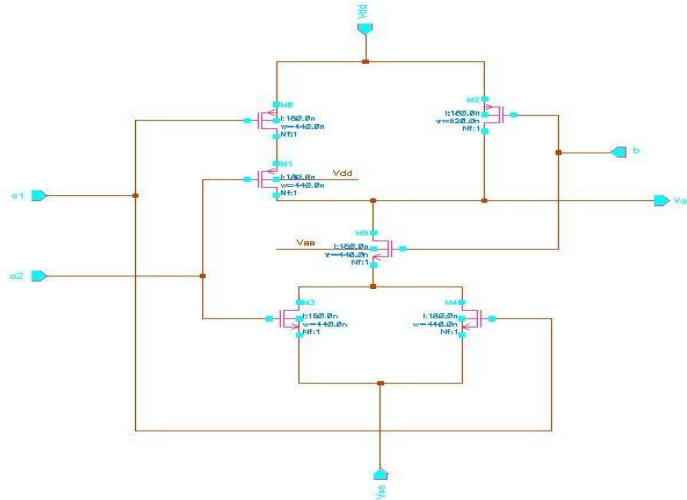 Vdd
M0
l:180.0n
w=440.0n
Nf:1
M2
l:180.0n
w=820.0n
Nf:1
b
M1
l:180.0n
w=440.0n
Nf:1
Vdd
a1
Vo
M5
Vss
l:180.0n
w=440.0n
Nf:1
a2
M3
l:180.0n
w=440.0n
Nf:1
M4
l:180.0n
w=440.0n
Nf:1
Vss